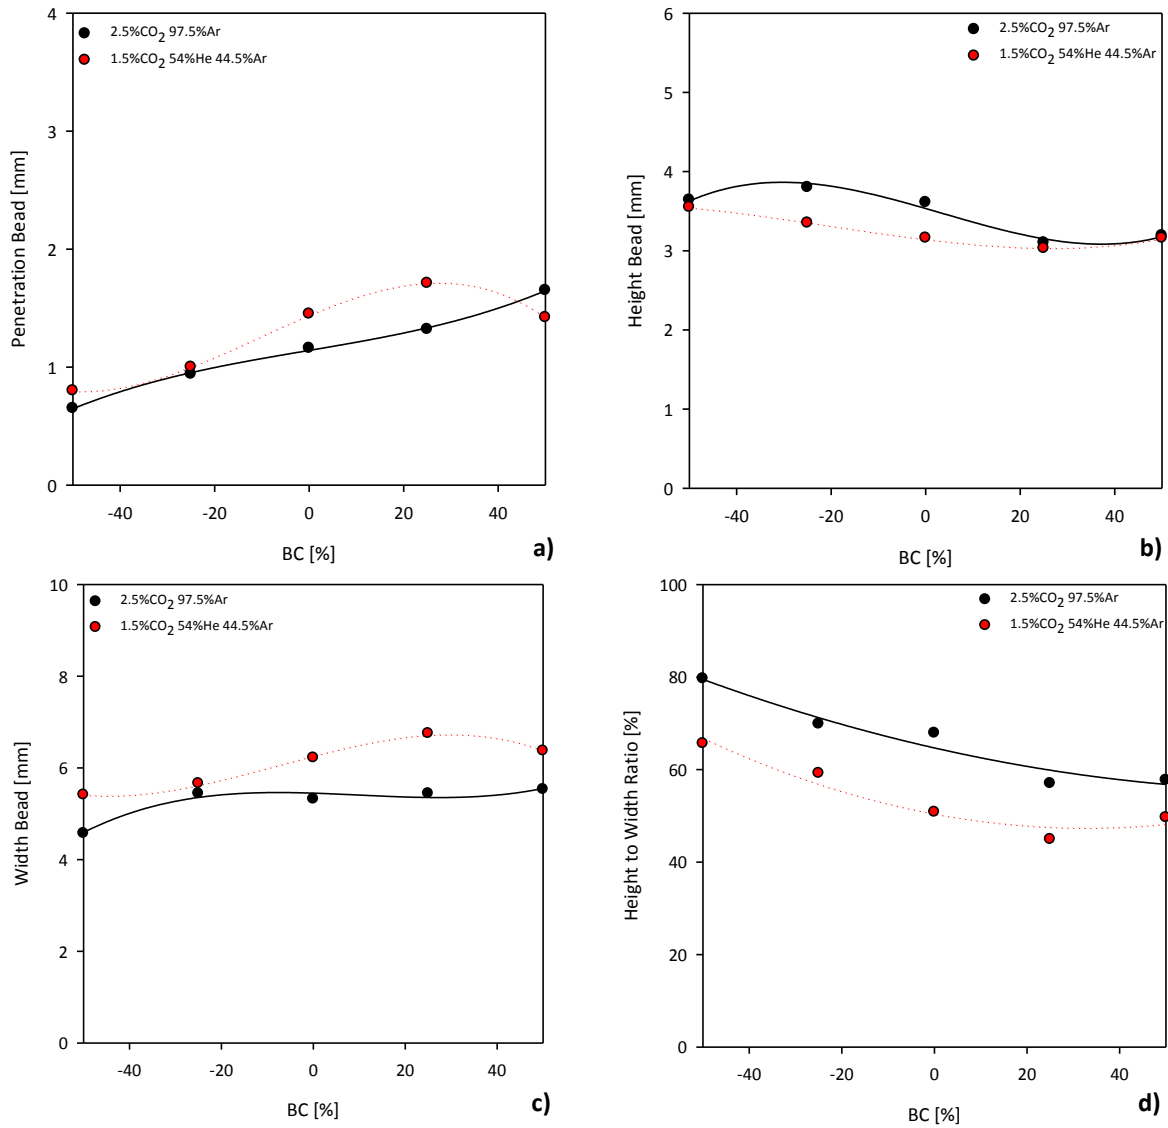 4
2.5%CO2 97.5%Ar
1.5%CO2 54%He 44.5%Ar
3
2
1
0
Penetration Bead [mm]
-40 -20 0 20 40
BC [%]
a)
6
2.5%CO2 97.5%Ar
1.5%CO2 54%He 44.5%Ar
5
4
3
2
1
0
Height Bead [mm]
-40 -20 0 20 40
BC [%]
b)
10
2.5%CO2 97.5%Ar
1.5%CO2 54%He 44.5%Ar
8
6
4
2
0
Width Bead [mm]
-40 -20 0 20 40
BC [%]
c)
100
2.5%CO2 97.5%Ar
1.5%CO2 54%He 44.5%Ar
80
60
40
20
0
Height to Width Ratio [%]
-40 -20 0 20 40
BC [%]
d)